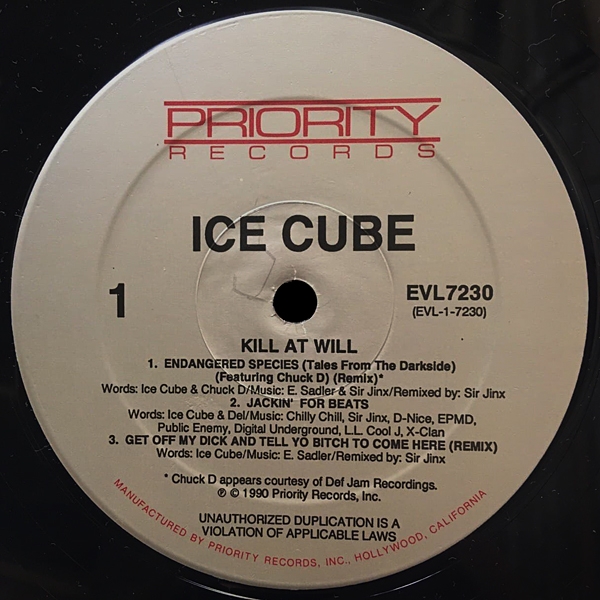 PRIORITY
RECORDS
ICE CUBE
1
EVL7230
(EVL-1-7230)
KILL AT WILL
1. ENDANGERED SPECIES (Tales From The Darkside)
(Featuring Chuck D) (Remix)*
Words: Ice Cube & Chuck D/Music: E. Sadler & Sir Jinx/Remixed by: Sir Jinx
2. JACKIN' FOR BEATS
Words: Ice Cube & Del/Music: Chilly Chill, Sir Jinx, D-Nice, EPMD,
Public Enemy, Digital Underground, L.L. Cool J, X-Clan
3. GET OFF MY DICK AND TELL YO BITCH TO COME HERE (REMIX)
Words: Ice Cube/Music: E. Sadler/Remixed by: Sir Jinx
* Chuck D appears courtesy of Def Jam Recordings.
℗ © 1990 Priority Records, Inc.
UNAUTHORIZED DUPLICATION IS A
VIOLATION OF APPLICABLE LAWS
MANUFACTURED BY PRIORITY RECORDS, INC., HOLLYWOOD, CALIFORNIA